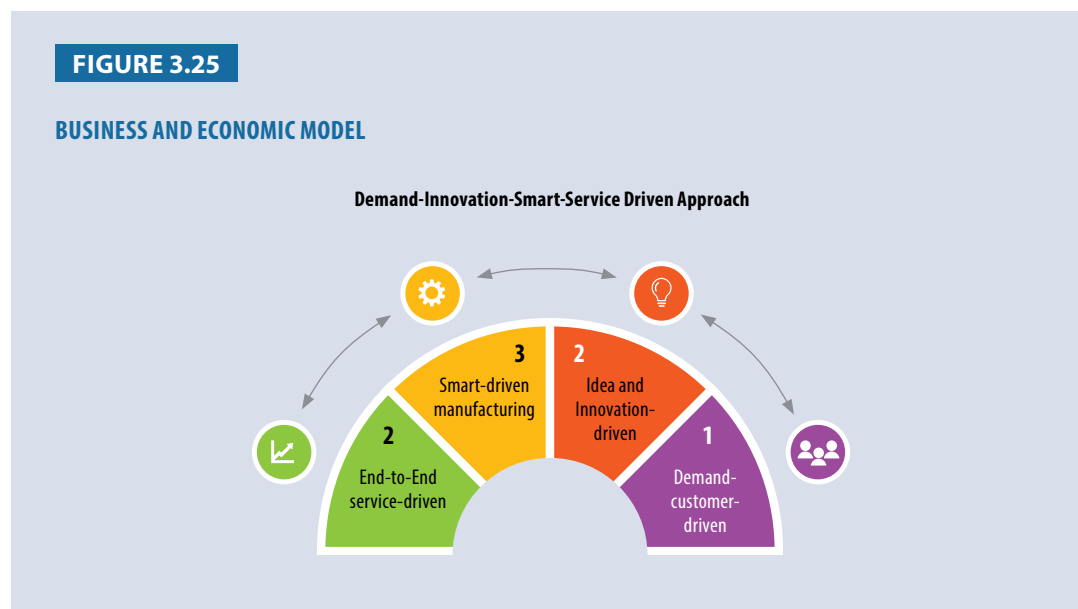 FIGURE 3.25
BUSINESS AND ECONOMIC MODEL
Demand-Innovation-Smart-Service Driven Approach
3
Smart-driven
manufacturing
2
Idea and
Innovation-
driven
2
End-to-End
service-driven
1
Demand-
customer-
driven